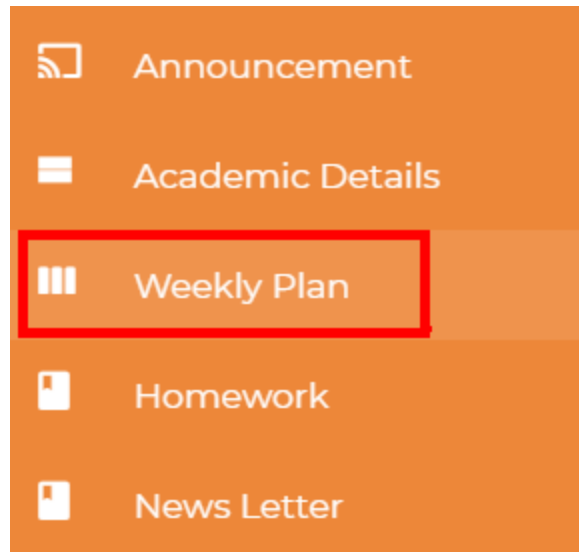 Announcement
Academic Details
Weekly Plan
Homework
News Letter